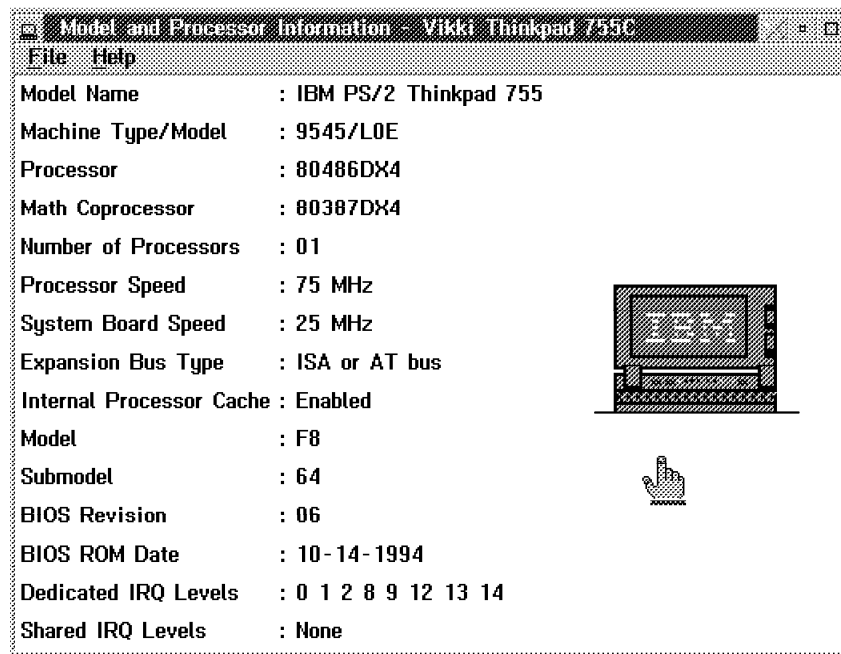 Model and Processor Information - Vikki Thinkpad 755C
File Help
Model Name : IBM PS/2 Thinkpad 755
Machine Type/Model : 9545/L0E
Processor : 80486DX4
Math Coprocessor : 80387DX4
Number of Processors : 01
Processor Speed : 75 MHz
System Board Speed : 25 MHz
Expansion Bus Type : ISA or AT bus
Internal Processor Cache : Enabled
Model : F8
Submodel : 64
BIOS Revision : 06
BIOS ROM Date : 10-14-1994
Dedicated IRQ Levels : 0 1 2 8 9 12 13 14
Shared IRQ Levels : None
IBM